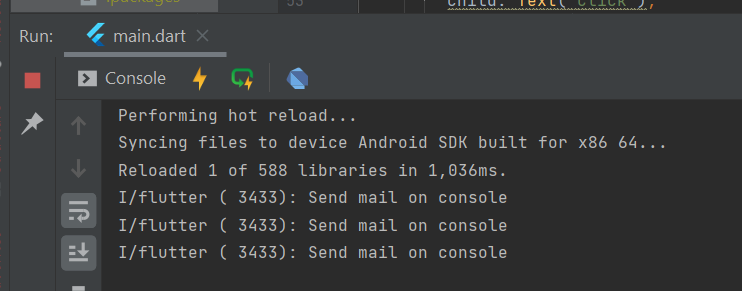 child: Text("click"),
Run: main.dart
Console
Performing hot reload...
Syncing files to device Android SDK built for x86 64...
Reloaded 1 of 588 libraries in 1,036ms.
I/flutter ( 3433): Send mail on console
I/flutter ( 3433): Send mail on console
I/flutter ( 3433): Send mail on console